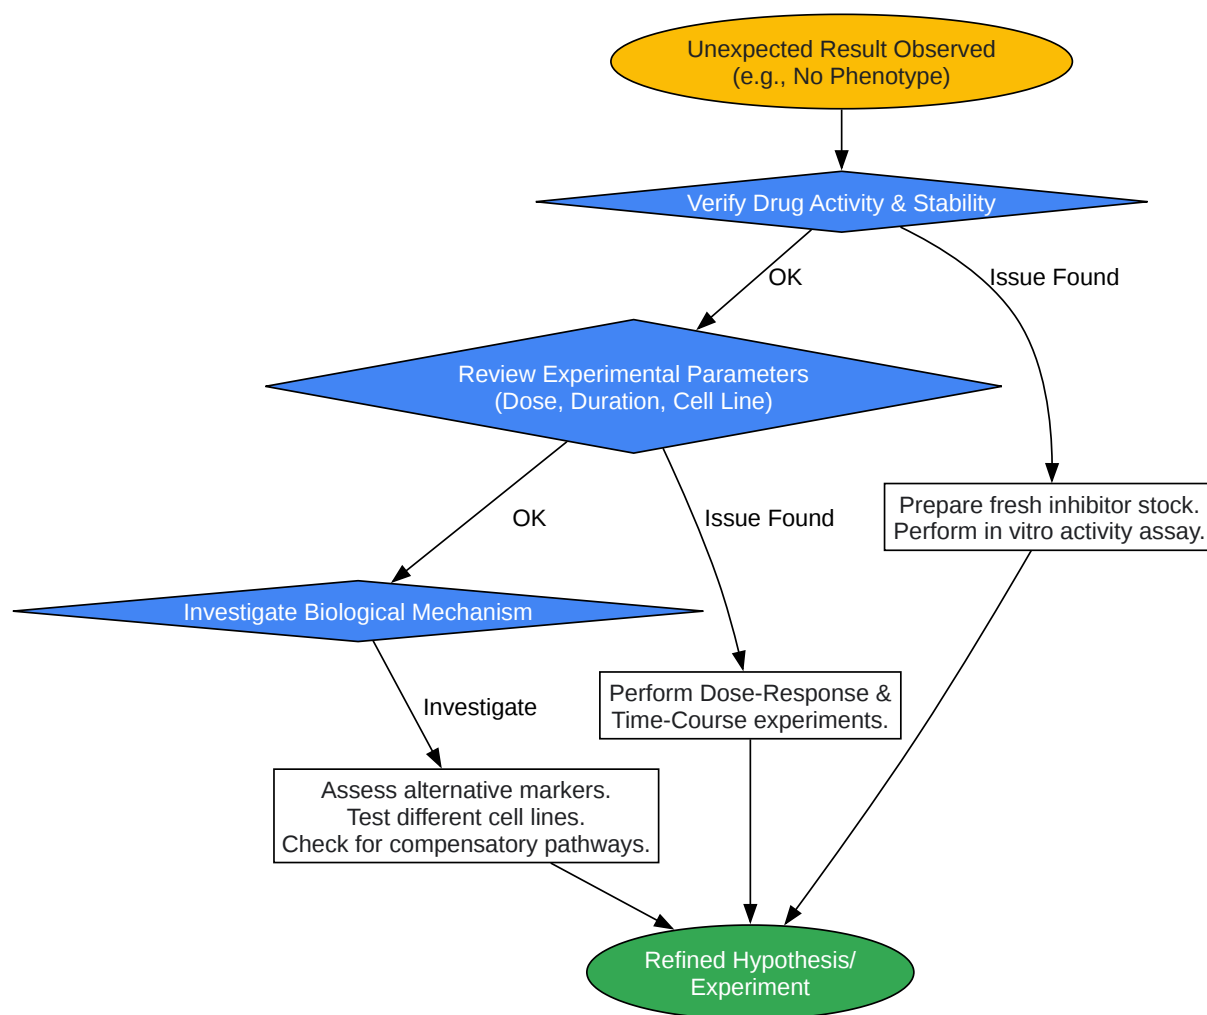 Unexpected Result Observed
(e.g., No Phenotype)
Verify Drug Activity & Stability
OK
Issue Found
Review Experimental Parameters
(Dose, Duration, Cell Line)
OK
Issue Found
Prepare fresh inhibitor stock.
Perform in vitro activity assay.
Investigate Biological Mechanism
Investigate
Perform Dose-Response &
Time-Course experiments.
Assess alternative markers.
Test different cell lines.
Check for compensatory pathways.
Refined Hypothesis/
Experiment